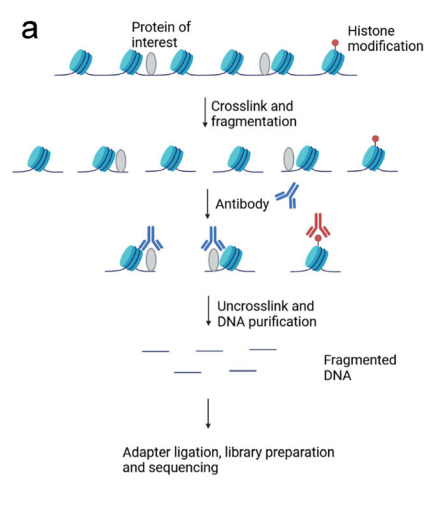 a
Protein of
interest
Histone
modification
Crosslink and
fragmentation
Antibody
Uncrosslink and
DNA purification
Fragmented
DNA
Adapter ligation, library preparation
and sequencing